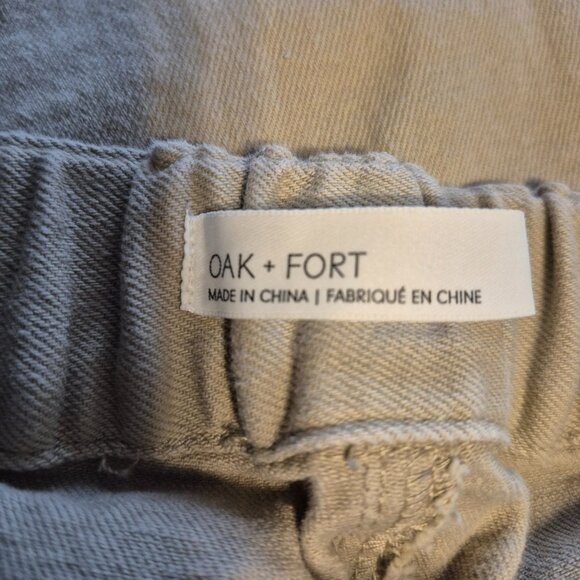 OAK + FORT
MADE IN CHINA | FABRIQUÉ EN CHINE